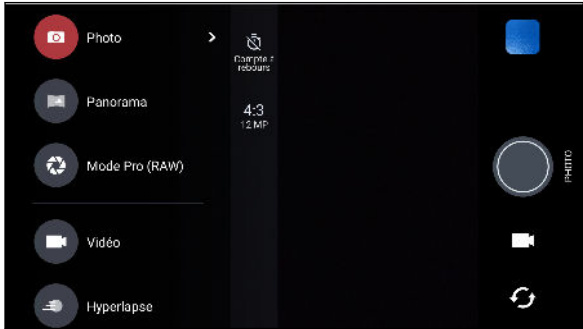 Photo
Panorama
Mode Pro (RAW)
Vidéo
Hyperlapse
Compte à
rebours
4:3
12 MP
PHOTO